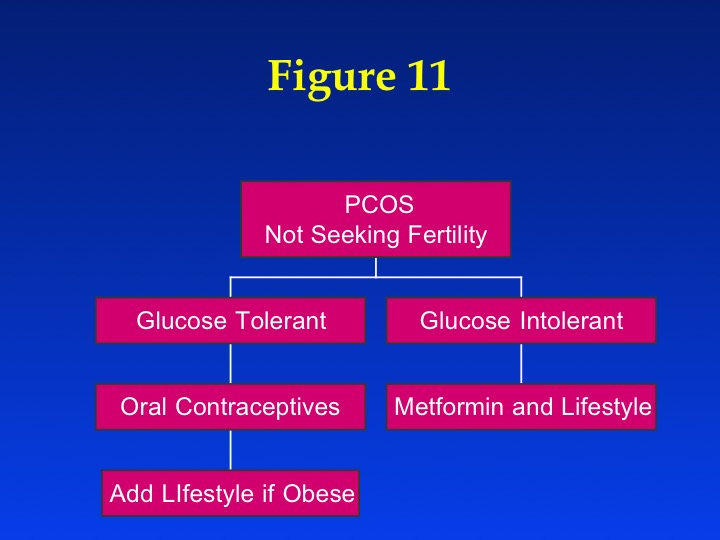 Figure 11
PCOS
Not Seeking Fertility
Glucose Tolerant
Glucose Intolerant
Oral Contraceptives
Metformin and Lifestyle
Add LIfestyle if Obese